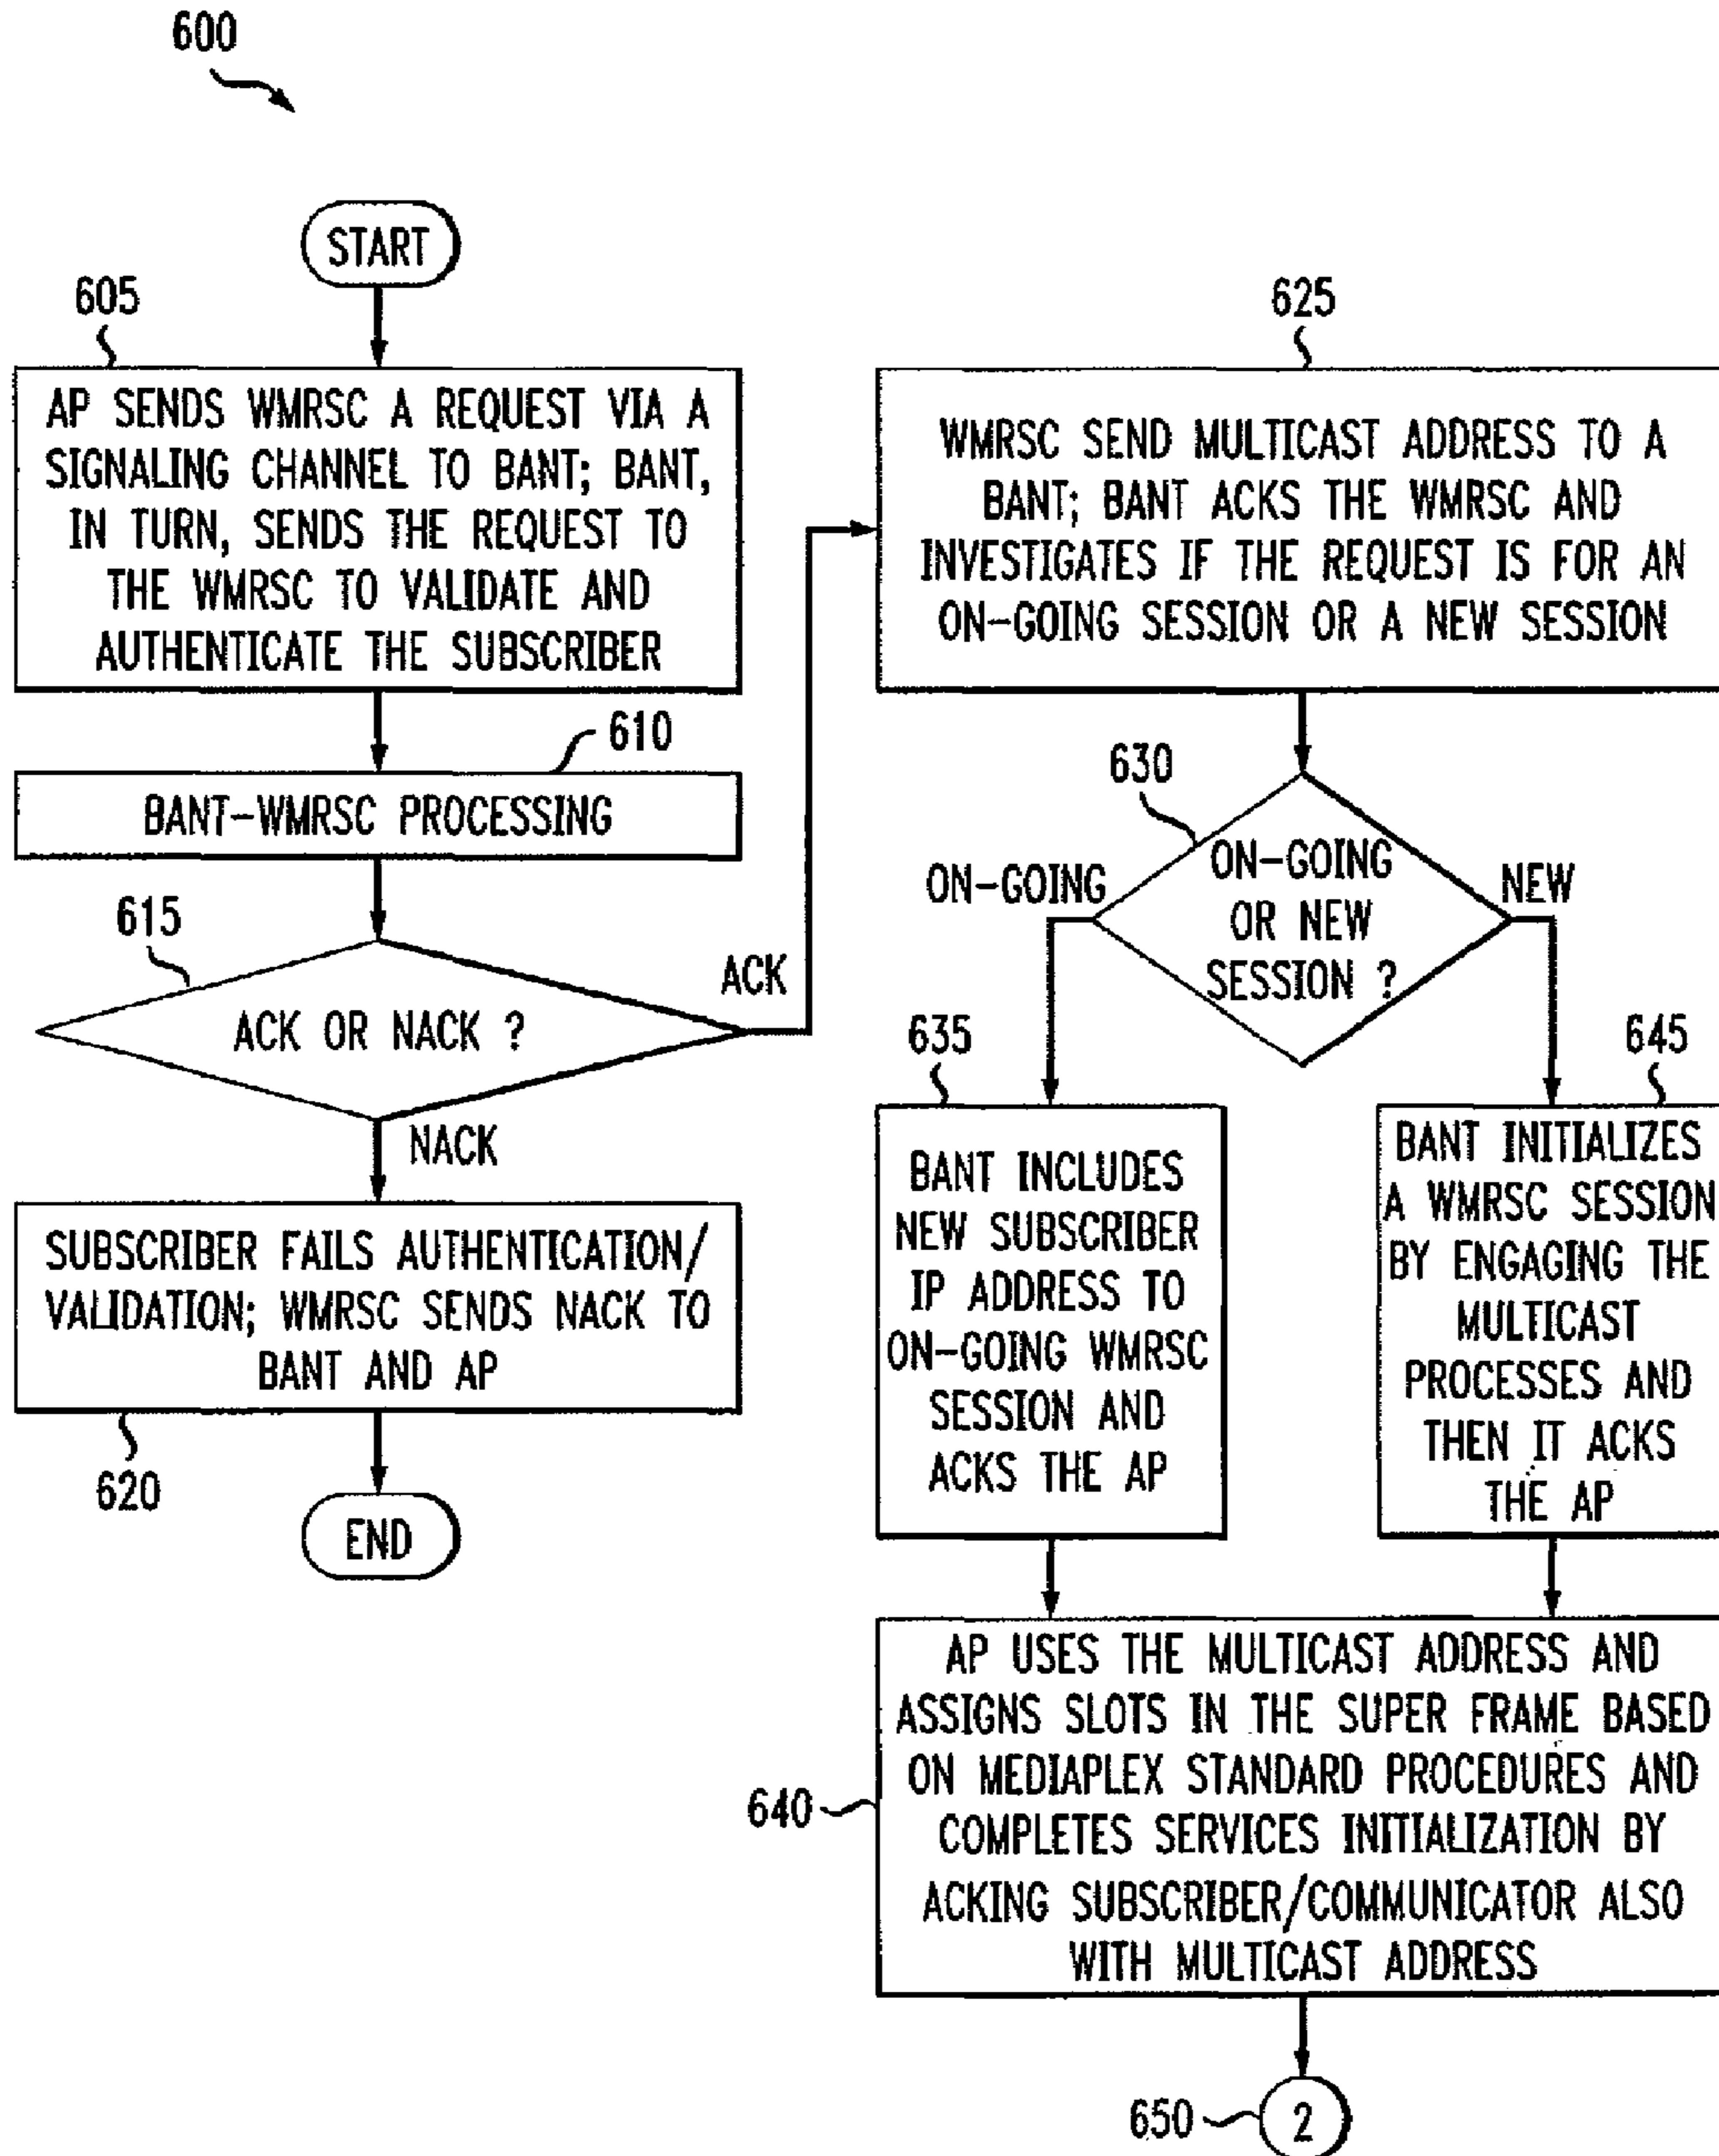 600
START
605
AP SENDS WMRSC A REQUEST VIA A
SIGNALING CHANNEL TO BANT; BANT,
IN TURN, SENDS THE REQUEST TO
THE WMRSC TO VALIDATE AND
AUTHENTICATE THE SUBSCRIBER
610
BANT-WMRSC PROCESSING
615
ACK OR NACK ?
ACK
NACK
SUBSCRIBER FAILS AUTHENTICATION/
VALIDATION; WMRSC SENDS NACK TO
BANT AND AP
620
END
625
WMRSC SEND MULTICAST ADDRESS TO A
BANT; BANT ACKS THE WMRSC AND
INVESTIGATES IF THE REQUEST IS FOR AN
ON-GOING SESSION OR A NEW SESSION
630
ON-GOING
OR NEW
SESSION ?
ON-GOING
NEW
635
BANT INCLUDES
NEW SUBSCRIBER
IP ADDRESS TO
ON-GOING WMRSC
SESSION AND
ACKS THE AP
645
BANT INITIALIZES
A WMRSC SESSION
BY ENGAGING THE
MULTICAST
PROCESSES AND
THEN IT ACKS
THE AP
640
AP USES THE MULTICAST ADDRESS AND
ASSIGNS SLOTS IN THE SUPER FRAME BASED
ON MEDIAPLEX STANDARD PROCEDURES AND
COMPLETES SERVICES INITIALIZATION BY
ACKING SUBSCRIBER/COMMUNICATOR ALSO
WITH MULTICAST ADDRESS
650
2